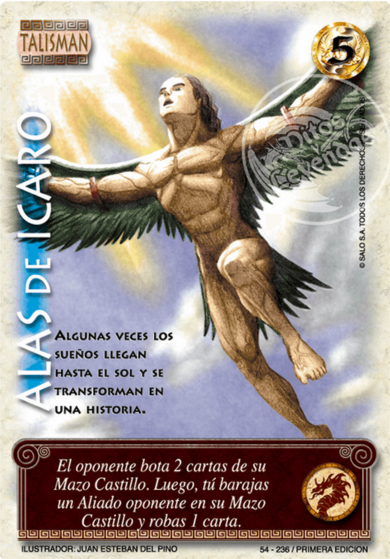 TALISMAN
5
ALAS DE ICARO
Mitos y Leyendas
© SALO S.A. TODOS LOS DERECHOS
ALGUNAS VECES LOS
SUEÑOS LLEGAN
HASTA EL SOL Y SE
TRANSFORMAN EN
UNA HISTORIA.
El oponente bota 2 cartas de su
Mazo Castillo. Luego, tú barajas
un Aliado oponente en su Mazo
Castillo y robas 1 carta.
ILUSTRADOR: JUAN ESTEBAN DEL PINO
54 - 236 / PRIMERA EDICION